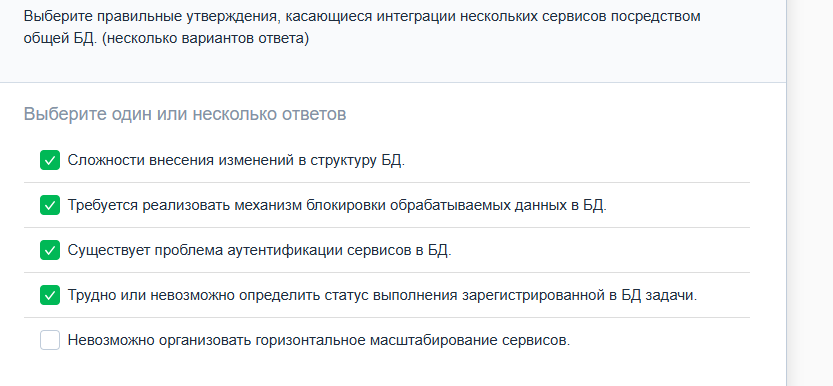 Выберите правильные утверждения, касающиеся интеграции нескольких сервисов посредством
общей БД. (несколько вариантов ответа)
Выберите один или несколько ответов
Сложности внесения изменений в структуру БД.
Требуется реализовать механизм блокировки обрабатываемых данных в БД.
Существует проблема аутентификации сервисов в БД.
Трудно или невозможно определить статус выполнения зарегистрированной в БД задачи.
Невозможно организовать горизонтальное масштабирование сервисов.